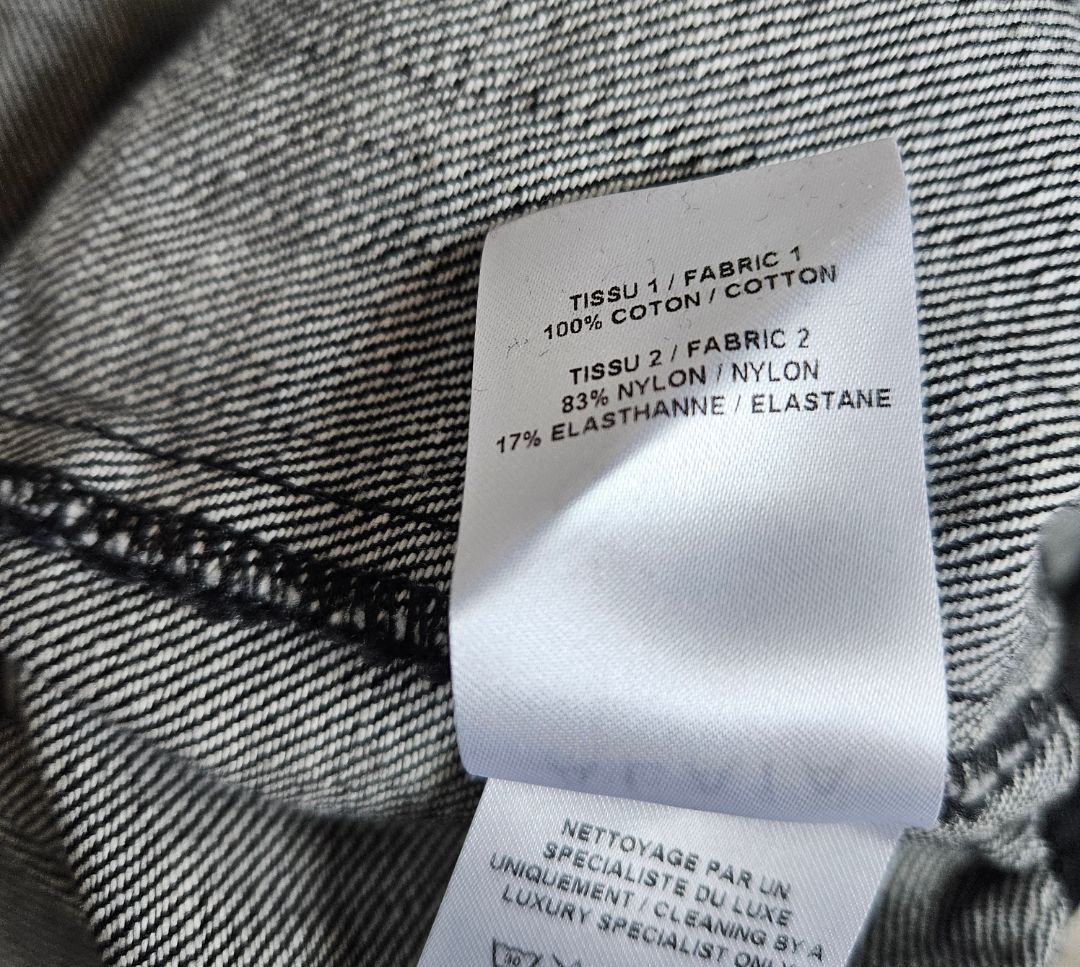 TISSU 1 / FABRIC 1
100% COTON / COTTON
TISSU 2 / FABRIC 2
83% NYLON / NYLON
17% ELASTHANNE / ELASTANE
NETTOYAGE PAR UN
SPECIALISTE DU LUXE
UNIQUEMENT / CLEANING BY A
LUXURY SPECIALIST ONLY